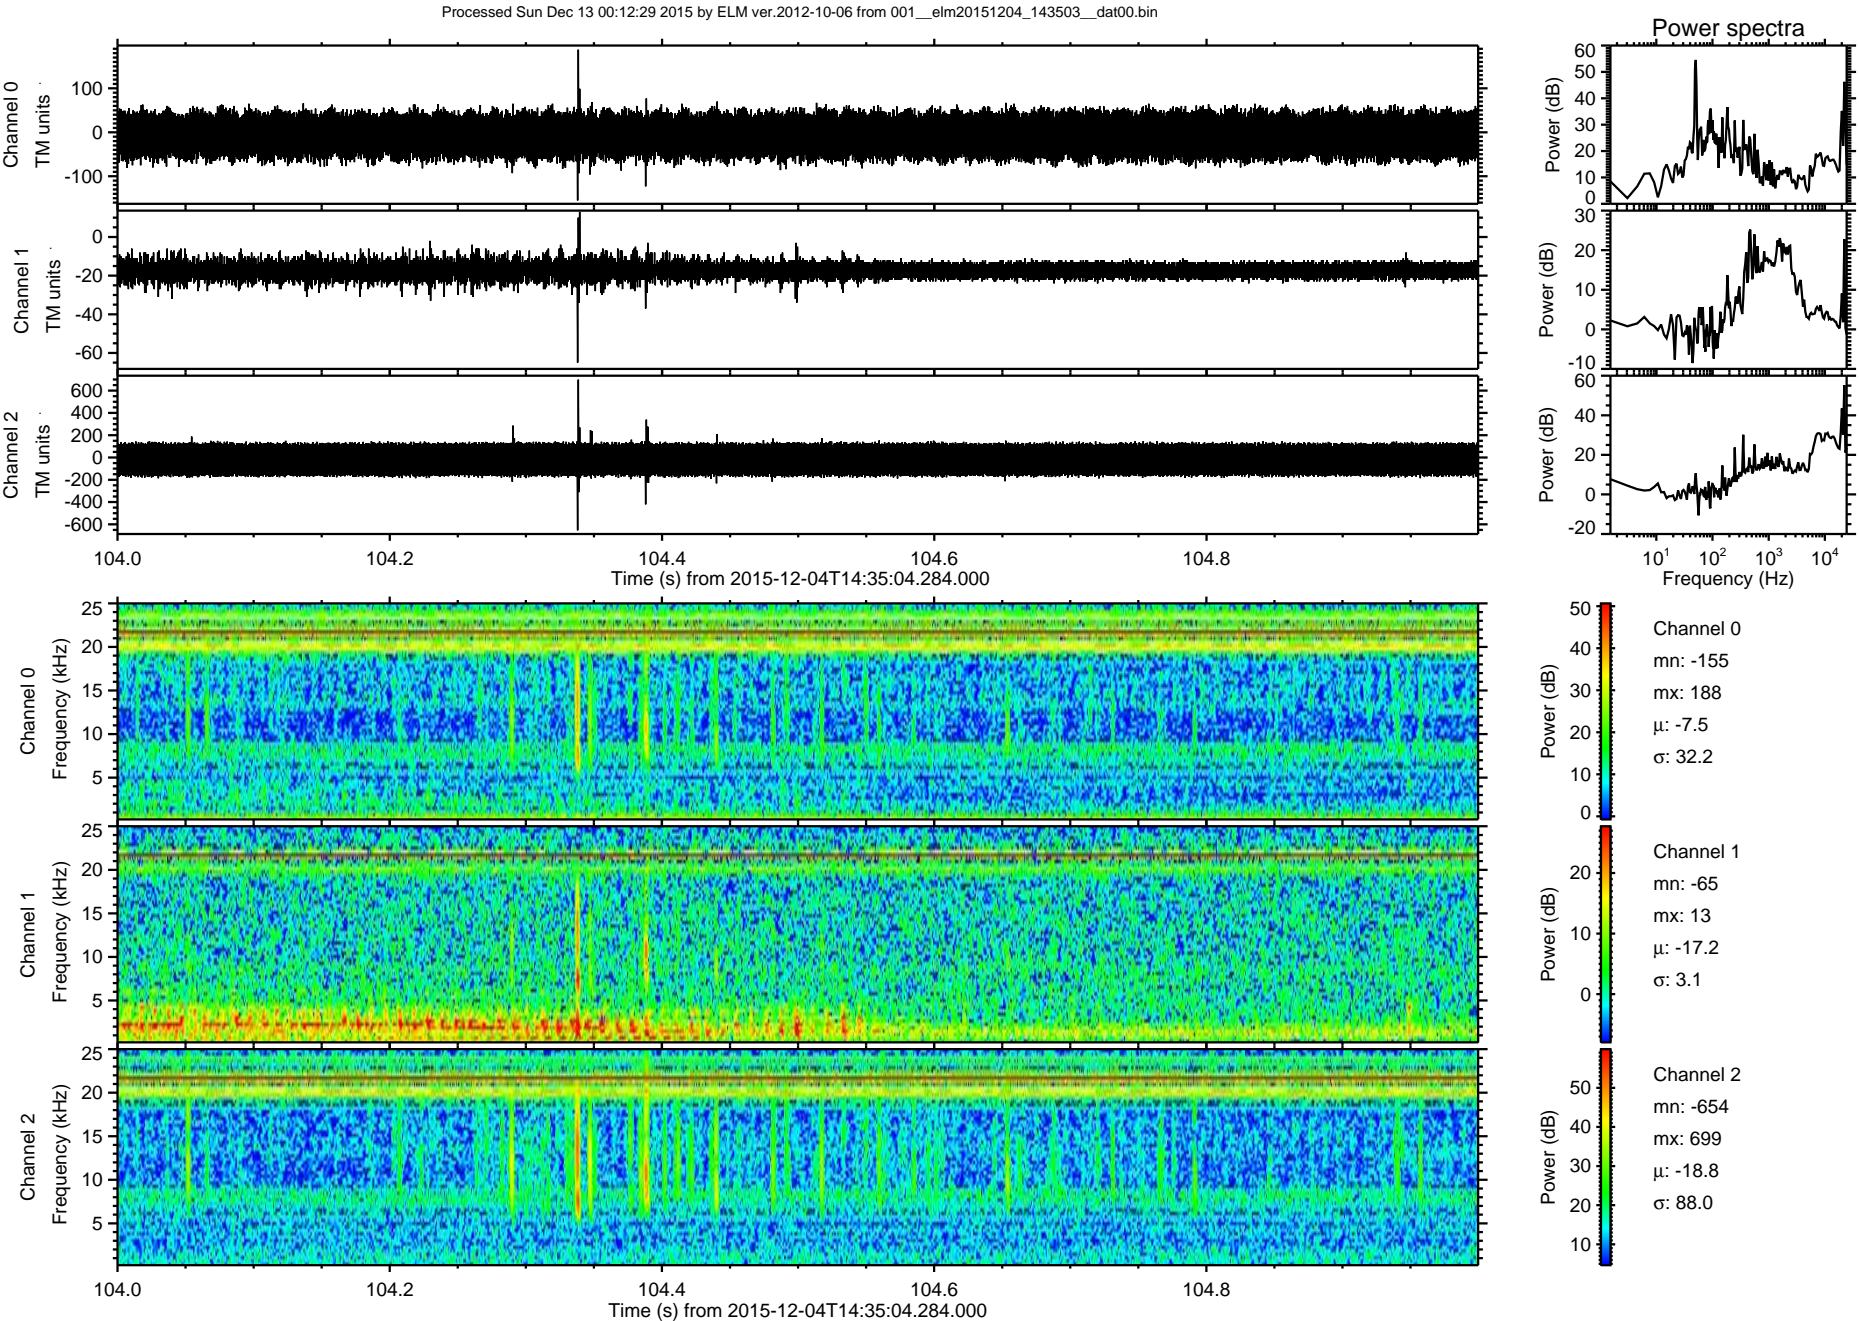 Processed Sun Dec 13 00:12:29 2015 by ELM ver.2012-10-06 from 001__elm20151204_143503__dat00.bin
Power spectra
Channel 0
TM units
100
0
-100
Power (dB)
60
50
40
30
20
10
0
Channel 1
TM units
0
-20
-40
-60
Power (dB)
30
20
10
0
-10
Channel 2
TM units
600
400
200
0
-200
-400
-600
Power (dB)
60
40
20
0
-20
104.0 104.2 104.4 104.6 104.8
Time (s) from 2015-12-04T14:35:04.284.000
10¹ 10² 10³ 10⁴
Frequency (Hz)
Channel 0
Frequency (kHz)
25
20
15
10
5
Power (dB)
50
40
30
20
10
0
Channel 0
mn: -155
mx: 188
µ: -7.5
σ: 32.2
Channel 1
Frequency (kHz)
25
20
15
10
5
Power (dB)
20
10
0
Channel 1
mn: -65
mx: 13
µ: -17.2
σ: 3.1
Channel 2
Frequency (kHz)
25
20
15
10
5
Power (dB)
50
40
30
20
10
Channel 2
mn: -654
mx: 699
µ: -18.8
σ: 88.0
104.0 104.2 104.4 104.6 104.8
Time (s) from 2015-12-04T14:35:04.284.000